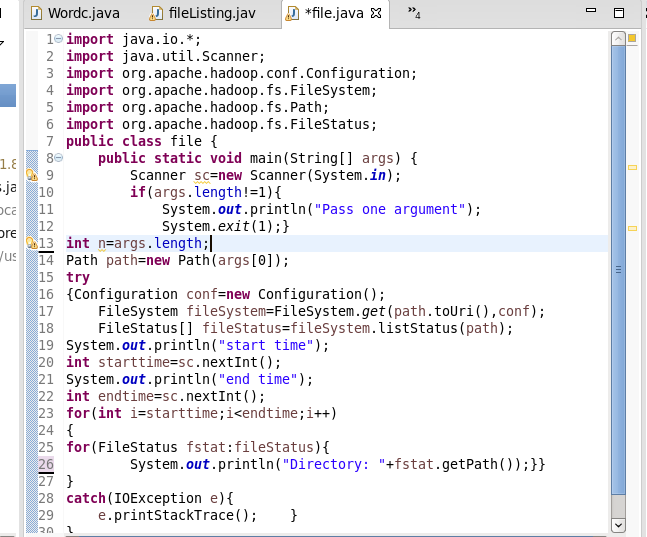 Wordc.java fileListing.jav *file.java 4
1 import java.io.*;
2 import java.util.Scanner;
3 import org.apache.hadoop.conf.Configuration;
4 import org.apache.hadoop.fs.FileSystem;
5 import org.apache.hadoop.fs.Path;
6 import org.apache.hadoop.fs.FileStatus;
7 public class file {
8 public static void main(String[] args) {
9 Scanner sc=new Scanner(System.in);
10 if(args.length!=1){
11 System.out.println("Pass one argument");
12 System.exit(1);}
13 int n=args.length;
14 Path path=new Path(args[0]);
15 try
16 {Configuration conf=new Configuration();
17 FileSystem fileSystem=FileSystem.get(path.toUri(),conf);
18 FileStatus[] fileStatus=fileSystem.listStatus(path);
19 System.out.println("start time");
20 int starttime=sc.nextInt();
21 System.out.println("end time");
22 int endtime=sc.nextInt();
23 for(int i=starttime;i<endtime;i++)
24 {
25 for(FileStatus fstat:fileStatus){
26 System.out.println("Directory: "+fstat.getPath());}}
27 }
28 catch(IOException e){
29 e.printStackTrace(); }
30 }